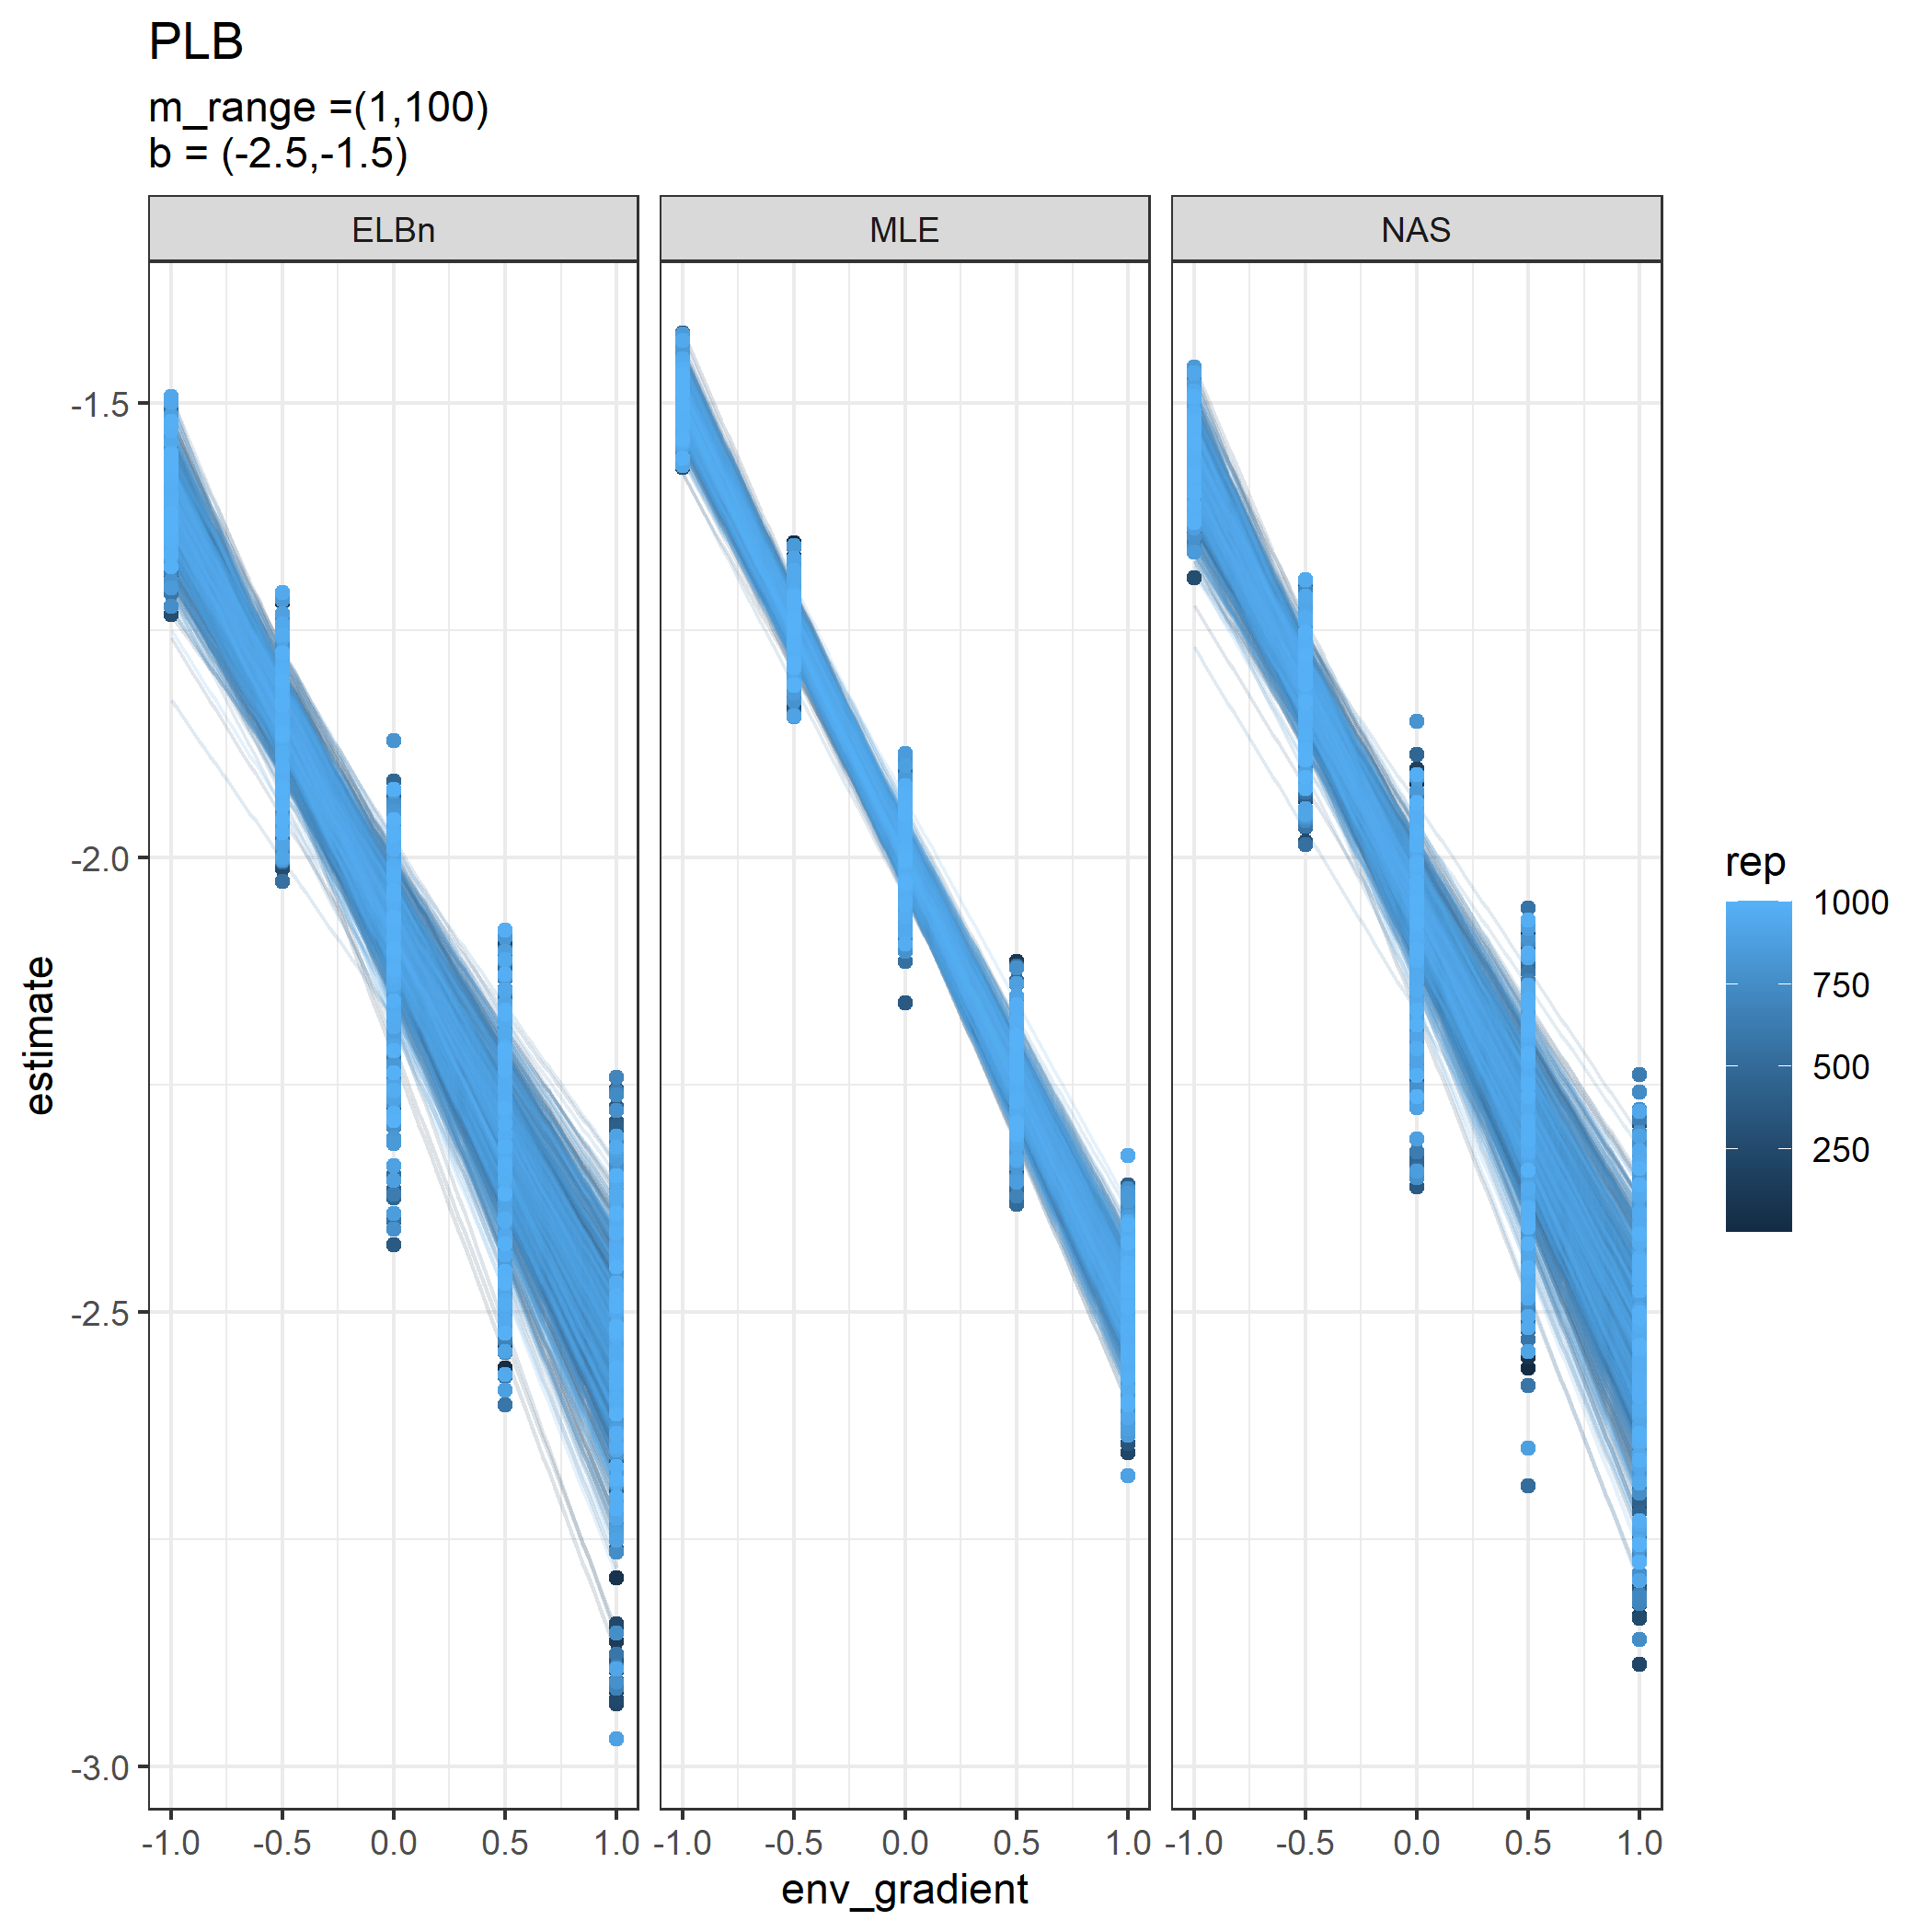 PLB
m_range =(1,100)
b = (-2.5,-1.5)
ELBn MLE NAS
-1.5
-2.0
-2.5
-3.0
estimate
-1.0 -0.5 0.0 0.5 1.0 -1.0 -0.5 0.0 0.5 1.0 -1.0 -0.5 0.0 0.5 1.0
env_gradient
rep
1000
750
500
250